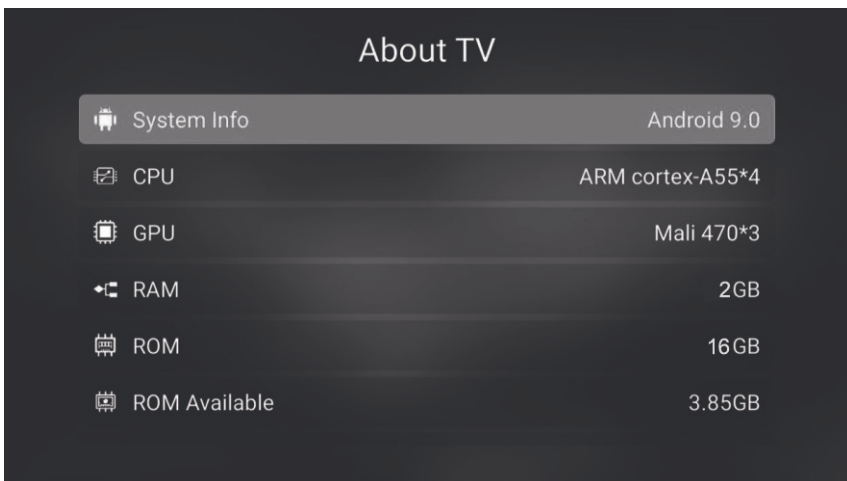 About TV
System Info Android 9.0
CPU ARM cortex-A55*4
GPU Mali 470*3
RAM 2GB
ROM 16GB
ROM Available 3.85GB